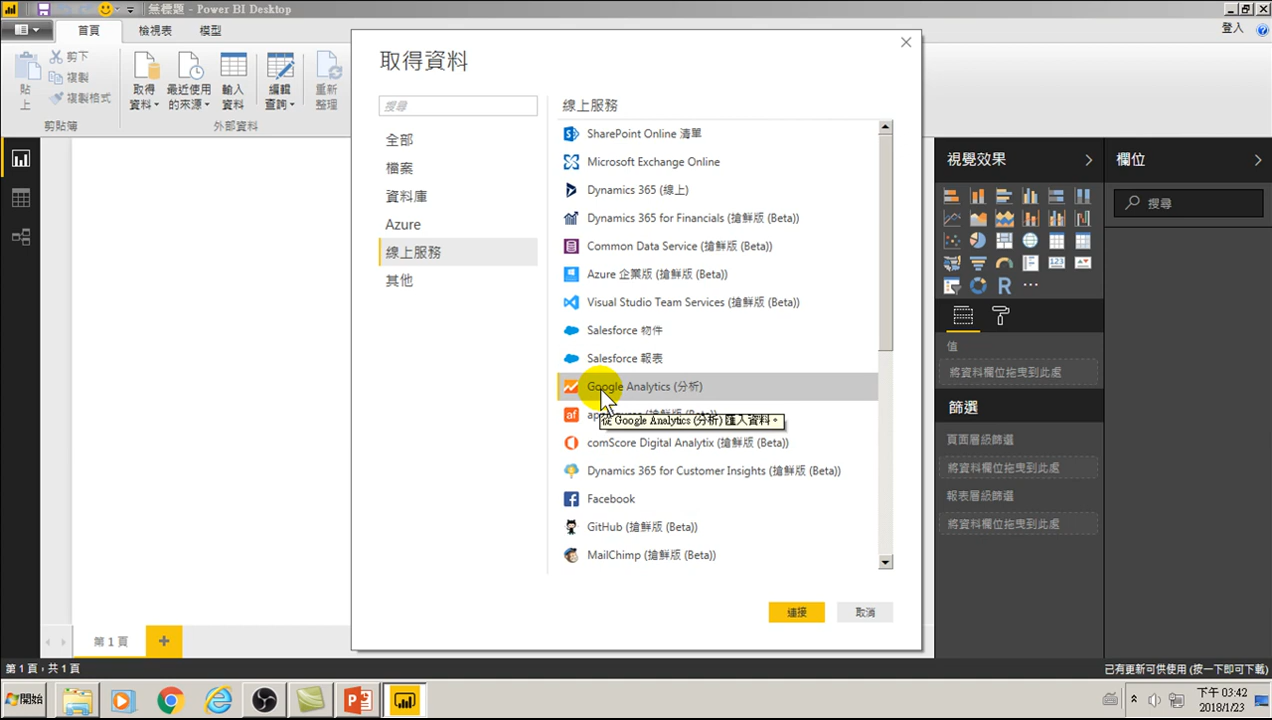 無標題 - Power BI Desktop
登入
首頁
檢視表
模型
貼上
剪下
複製
複製格式
剪貼簿
取得資料
最近使用的來源
輸入資料
編輯查詢
重新整理
外部資料
取得資料
搜尋
全部
檔案
資料庫
Azure
線上服務
其他
線上服務
SharePoint Online 清單
Microsoft Exchange Online
Dynamics 365 (線上)
Dynamics 365 for Financials (搶鮮版 (Beta))
Common Data Service (搶鮮版 (Beta))
Azure 企業版 (搶鮮版 (Beta))
Visual Studio Team Services (搶鮮版 (Beta))
Salesforce 物件
Salesforce 報表
Google Analytics (分析)
從 Google Analytics (分析) 匯入資料。
comScore Digital Analytix (搶鮮版 (Beta))
Dynamics 365 for Customer Insights (搶鮮版 (Beta))
Facebook
GitHub (搶鮮版 (Beta))
MailChimp (搶鮮版 (Beta))
連接
取消
視覺效果
值
將資料欄位拖曳到此處
篩選
頁面層級篩選
將資料欄位拖曳到此處
報表層級篩選
將資料欄位拖曳到此處
欄位
搜尋
第 1 頁
第 1 頁，共 1 頁
已有更新可供使用 (按一下即可下載)
開始
下午 03:42
2018/1/23